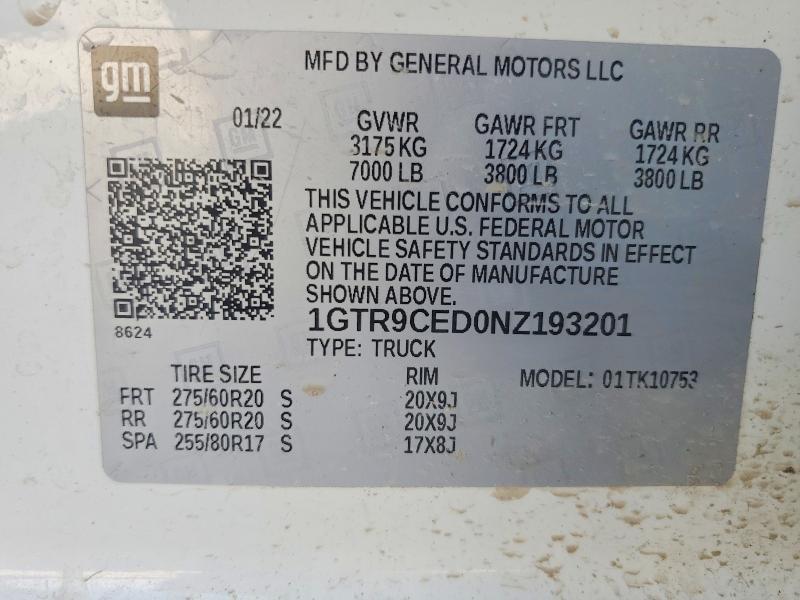 gm
MFD BY GENERAL MOTORS LLC
01/22 GVWR GAWR FRT GAWR RR
3175 KG 1724 KG 1724 KG
7000 LB 3800 LB 3800 LB
THIS VEHICLE CONFORMS TO ALL
APPLICABLE U.S. FEDERAL MOTOR
VEHICLE SAFETY STANDARDS IN EFFECT
ON THE DATE OF MANUFACTURE
SHOWN ABOVE.
8624
1GTR9CED0NZ193201
TYPE: TRUCK
TIRE SIZE RIM MODEL: 01TK10753
FRT 275/60R20 S 20X9J
RR 275/60R20 S 20X9J
SPA 255/80R17 S 17X8J